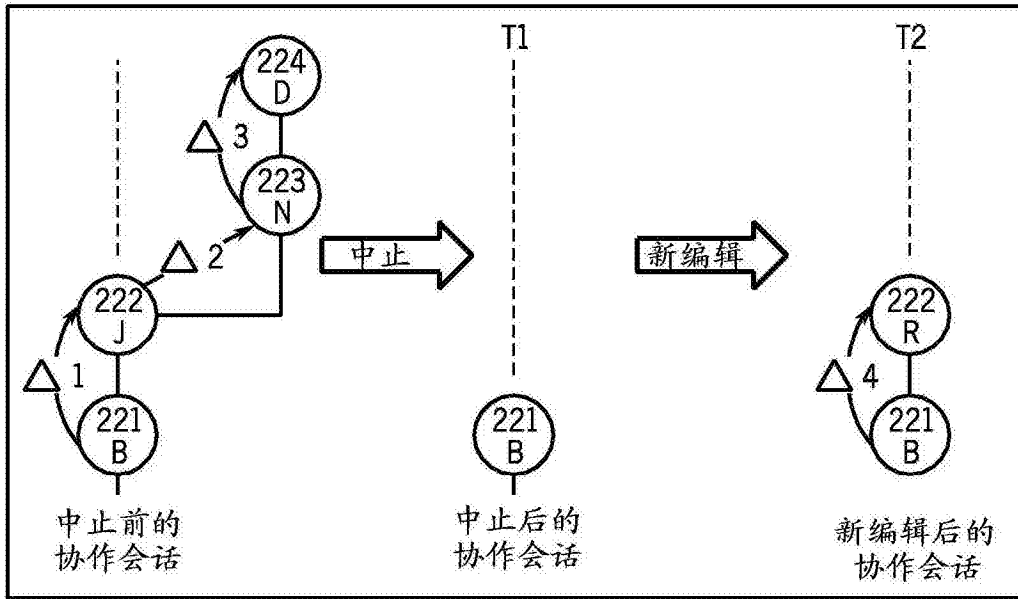 T1
T2
224
D
△ 3
223
N
△ 2
中止
新编辑
222
J
222
R
△ 1
△ 4
221
B
221
B
221
B
中止前的
协作会话
中止后的
协作会话
新编辑后的
协作会话